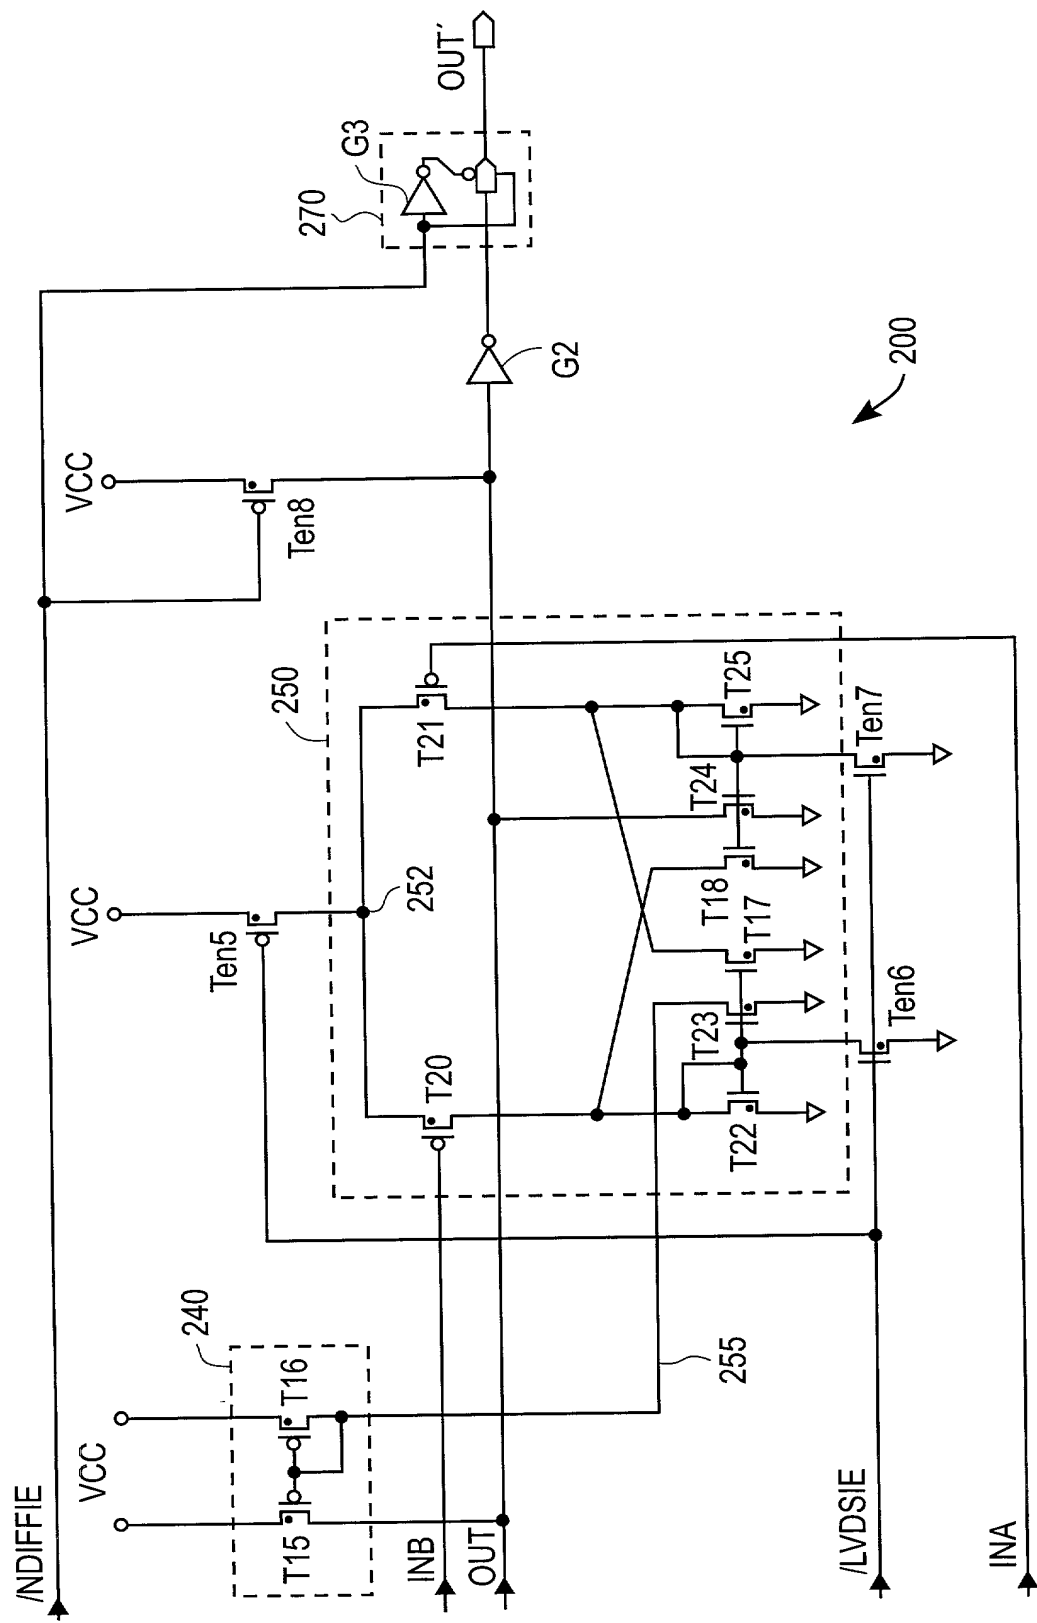 /NDIFFIE
VCC
240
T15
T16
INB
OUT
/LVDSIE
INA
255
VCC
Ten5
252
250
T20
T21
T22
T23
T17
T18
T24
T25
Ten6
Ten7
VCC
Ten8
G2
200
270
G3
OUT'